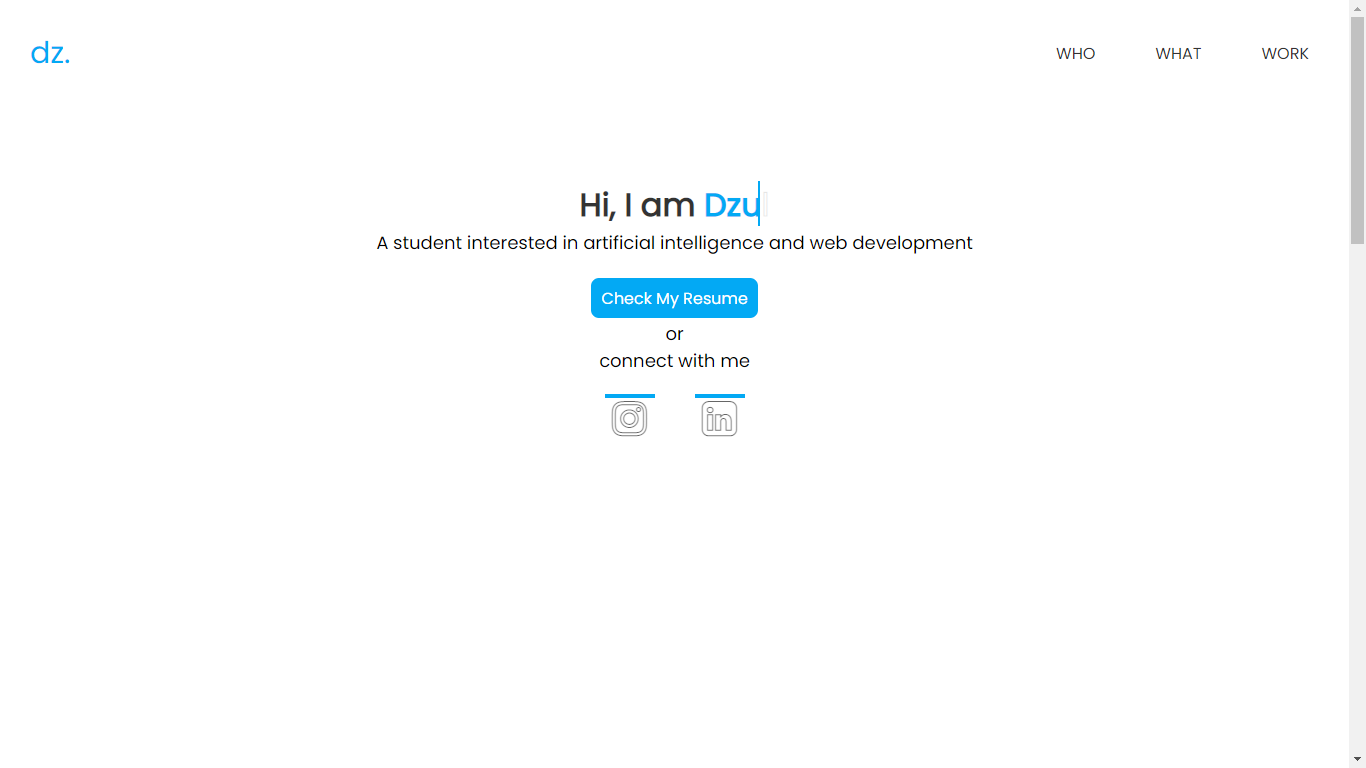 dz.
WHO WHAT WORK
Hi, I am Dzu
A student interested in artificial intelligence and web development
Check My Resume
or
connect with me
in